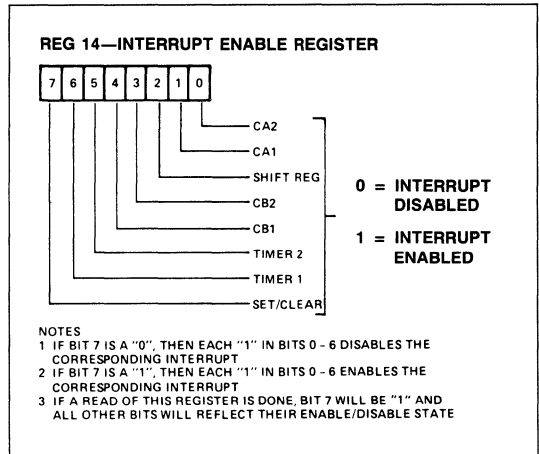 REG 14—INTERRUPT ENABLE REGISTER
7 6 5 4 3 2 1 0
CA2
CA1
SHIFT REG
CB2
CB1
TIMER 2
TIMER 1
SET/CLEAR
0 = INTERRUPT
DISABLED
1 = INTERRUPT
ENABLED
NOTES
1 IF BIT 7 IS A "0", THEN EACH "1" IN BITS 0 - 6 DISABLES THE
CORRESPONDING INTERRUPT
2 IF BIT 7 IS A "1", THEN EACH "1" IN BITS 0 - 6 ENABLES THE
CORRESPONDING INTERRUPT
3 IF A READ OF THIS REGISTER IS DONE, BIT 7 WILL BE "1" AND
ALL OTHER BITS WILL REFLECT THEIR ENABLE/DISABLE STATE